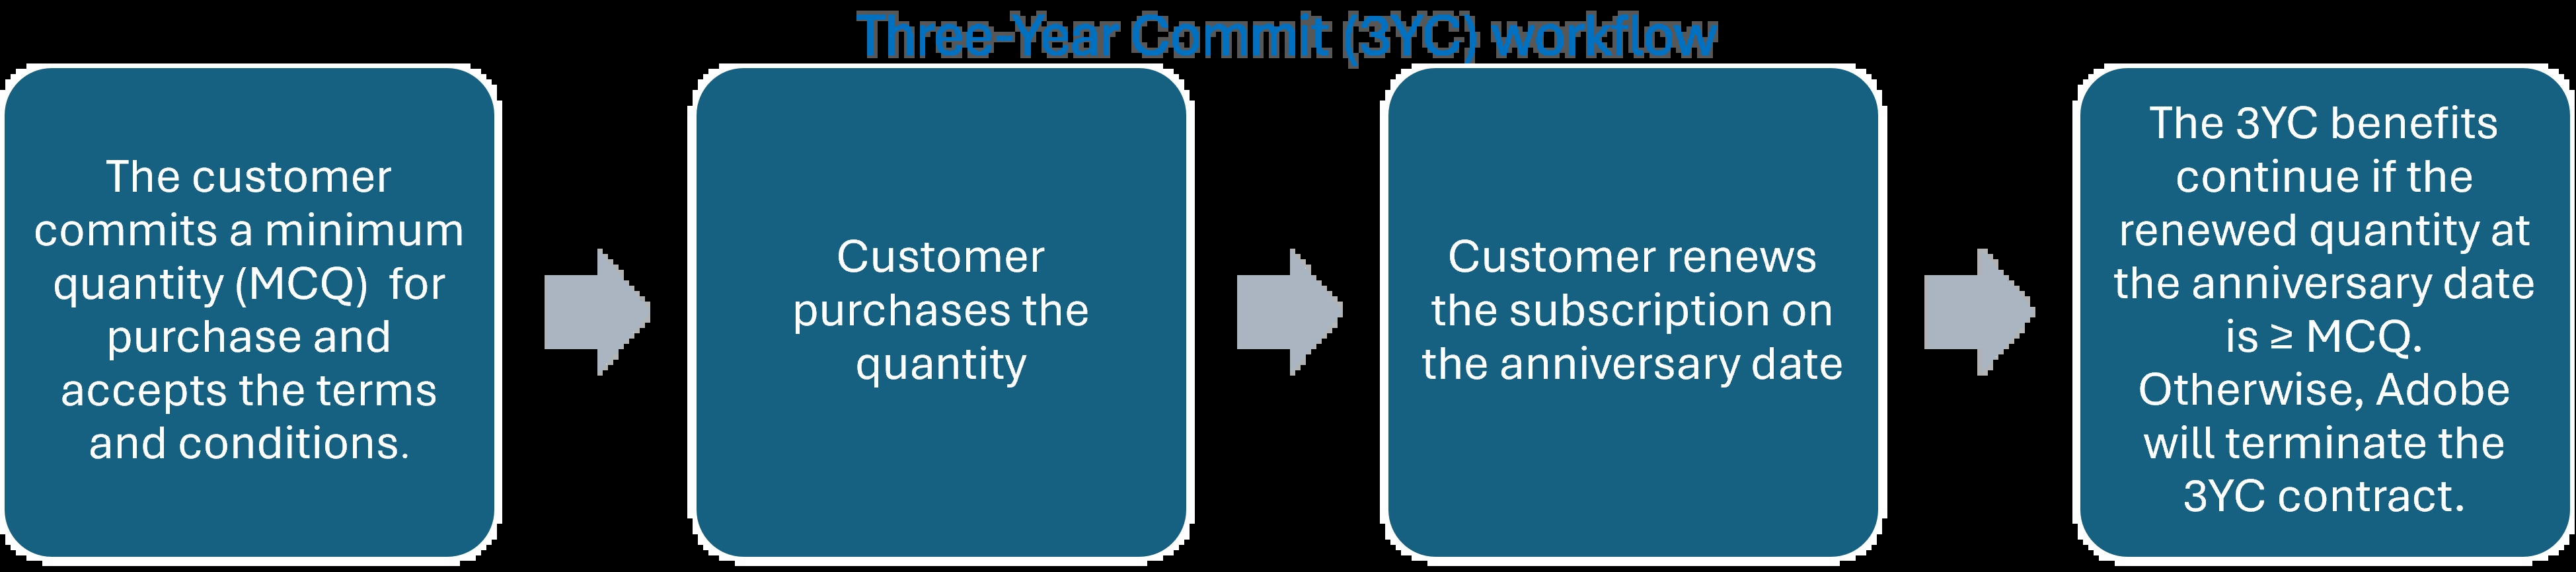 Three-Year Commit (3YC) workflow
The customer
commits a minimum
quantity (MCQ)  for
purchase and
accepts the terms
and conditions.
Customer
purchases the
quantity
Customer renews
the subscription on
the anniversary date
The 3YC benefits
continue if the
renewed quantity at
the anniversary date
is ≥ MCQ.
Otherwise, Adobe
will terminate the
3YC contract.